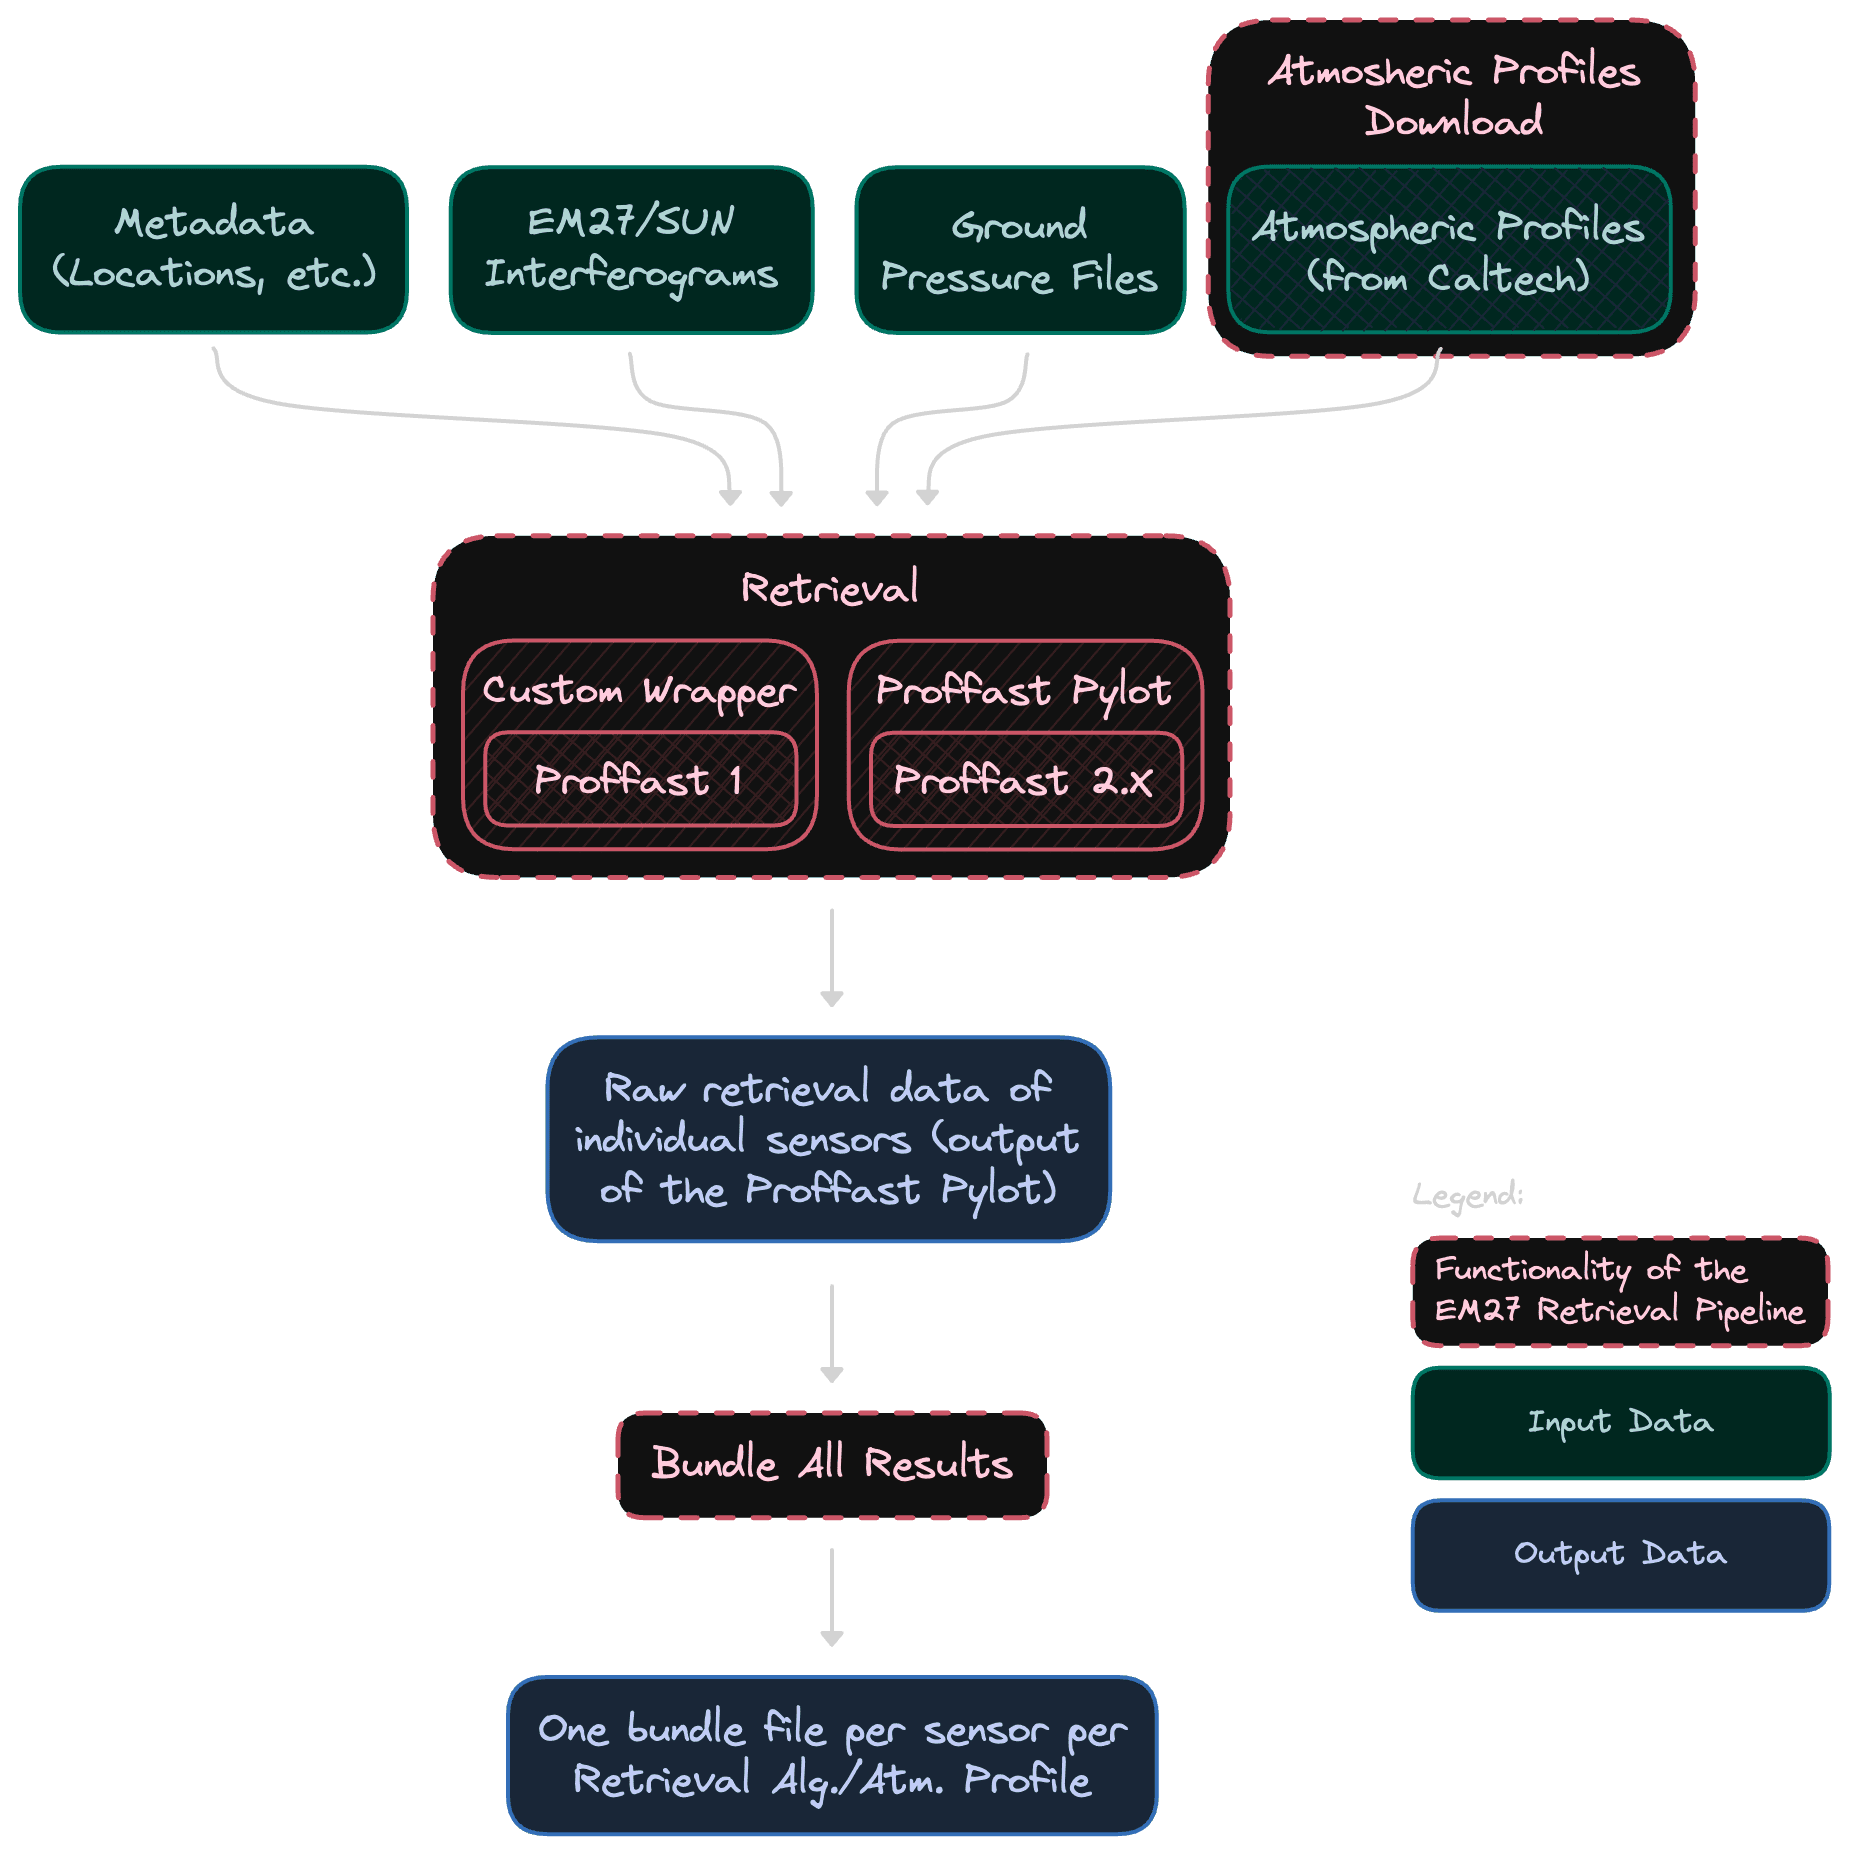 Atmosheric Profiles
Download
Metadata
(Locations, etc.)
EM27/SUN
Interferograms
Ground
Pressure Files
Atmospheric Profiles
(from Caltech)
Retrieval
Custom Wrapper
Proffast 1
Proffast Pylot
Proffast 2.X
Raw retrieval data of
individual sensors (output
of the Proffast Pylot)
Bundle All Results
One bundle file per sensor per
Retrieval Alg./Atm. Profile
Legend:
Functionality of the
EM27 Retrieval Pipeline
Input Data
Output Data